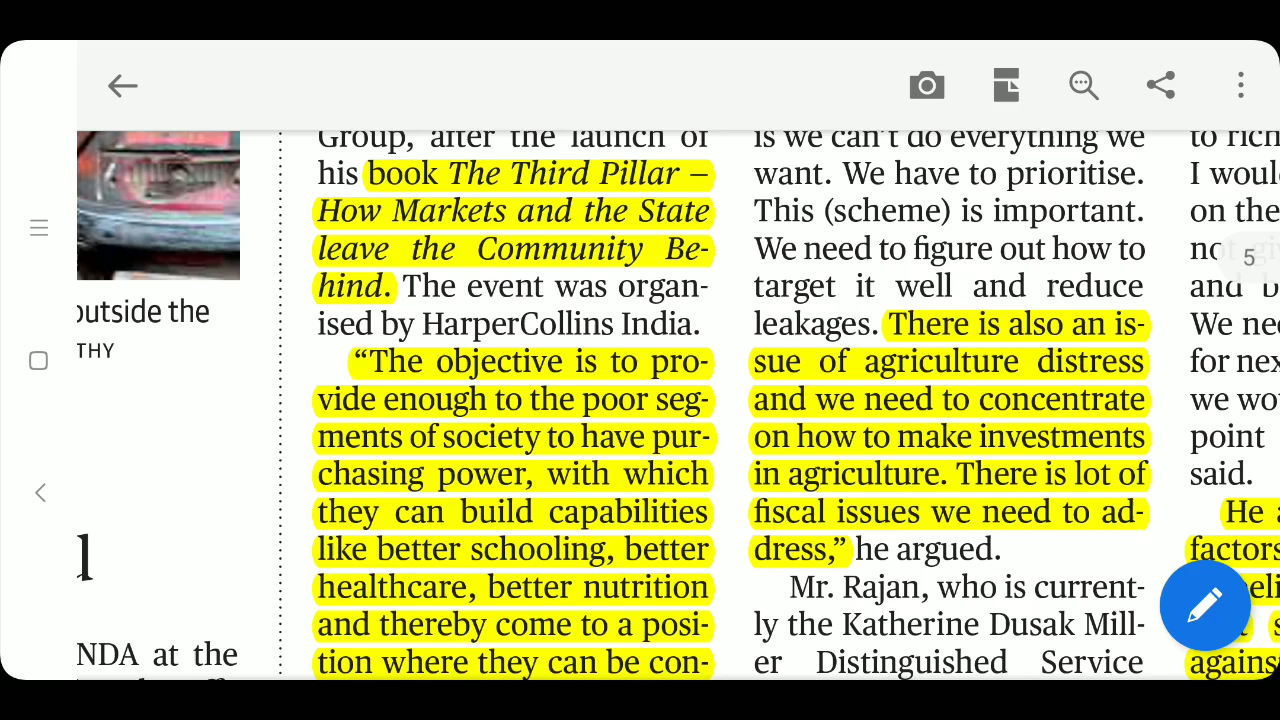 outside the
THY
NDA at the
Group, after the launch of
his book The Third Pillar –
How Markets and the State
leave the Community Be-
hind. The event was organ-
ised by HarperCollins India.
“The objective is to pro-
vide enough to the poor seg-
ments of society to have pur-
chasing power, with which
they can build capabilities
like better schooling, better
healthcare, better nutrition
and thereby come to a posi-
tion where they can be con-
is we can't do everything we
want. We have to prioritise.
This (scheme) is important.
We need to figure out how to
target it well and reduce
leakages. There is also an is-
sue of agriculture distress
and we need to concentrate
on how to make investments
in agriculture. There is lot of
fiscal issues we need to ad-
dress,” he argued.
Mr. Rajan, who is current-
ly the Katherine Dusak Mill-
er Distinguished Service
to rich
I woul
on the
not
and b
We nee
for nex
we wo
point
said.
He a
factors
eli
s
against
5